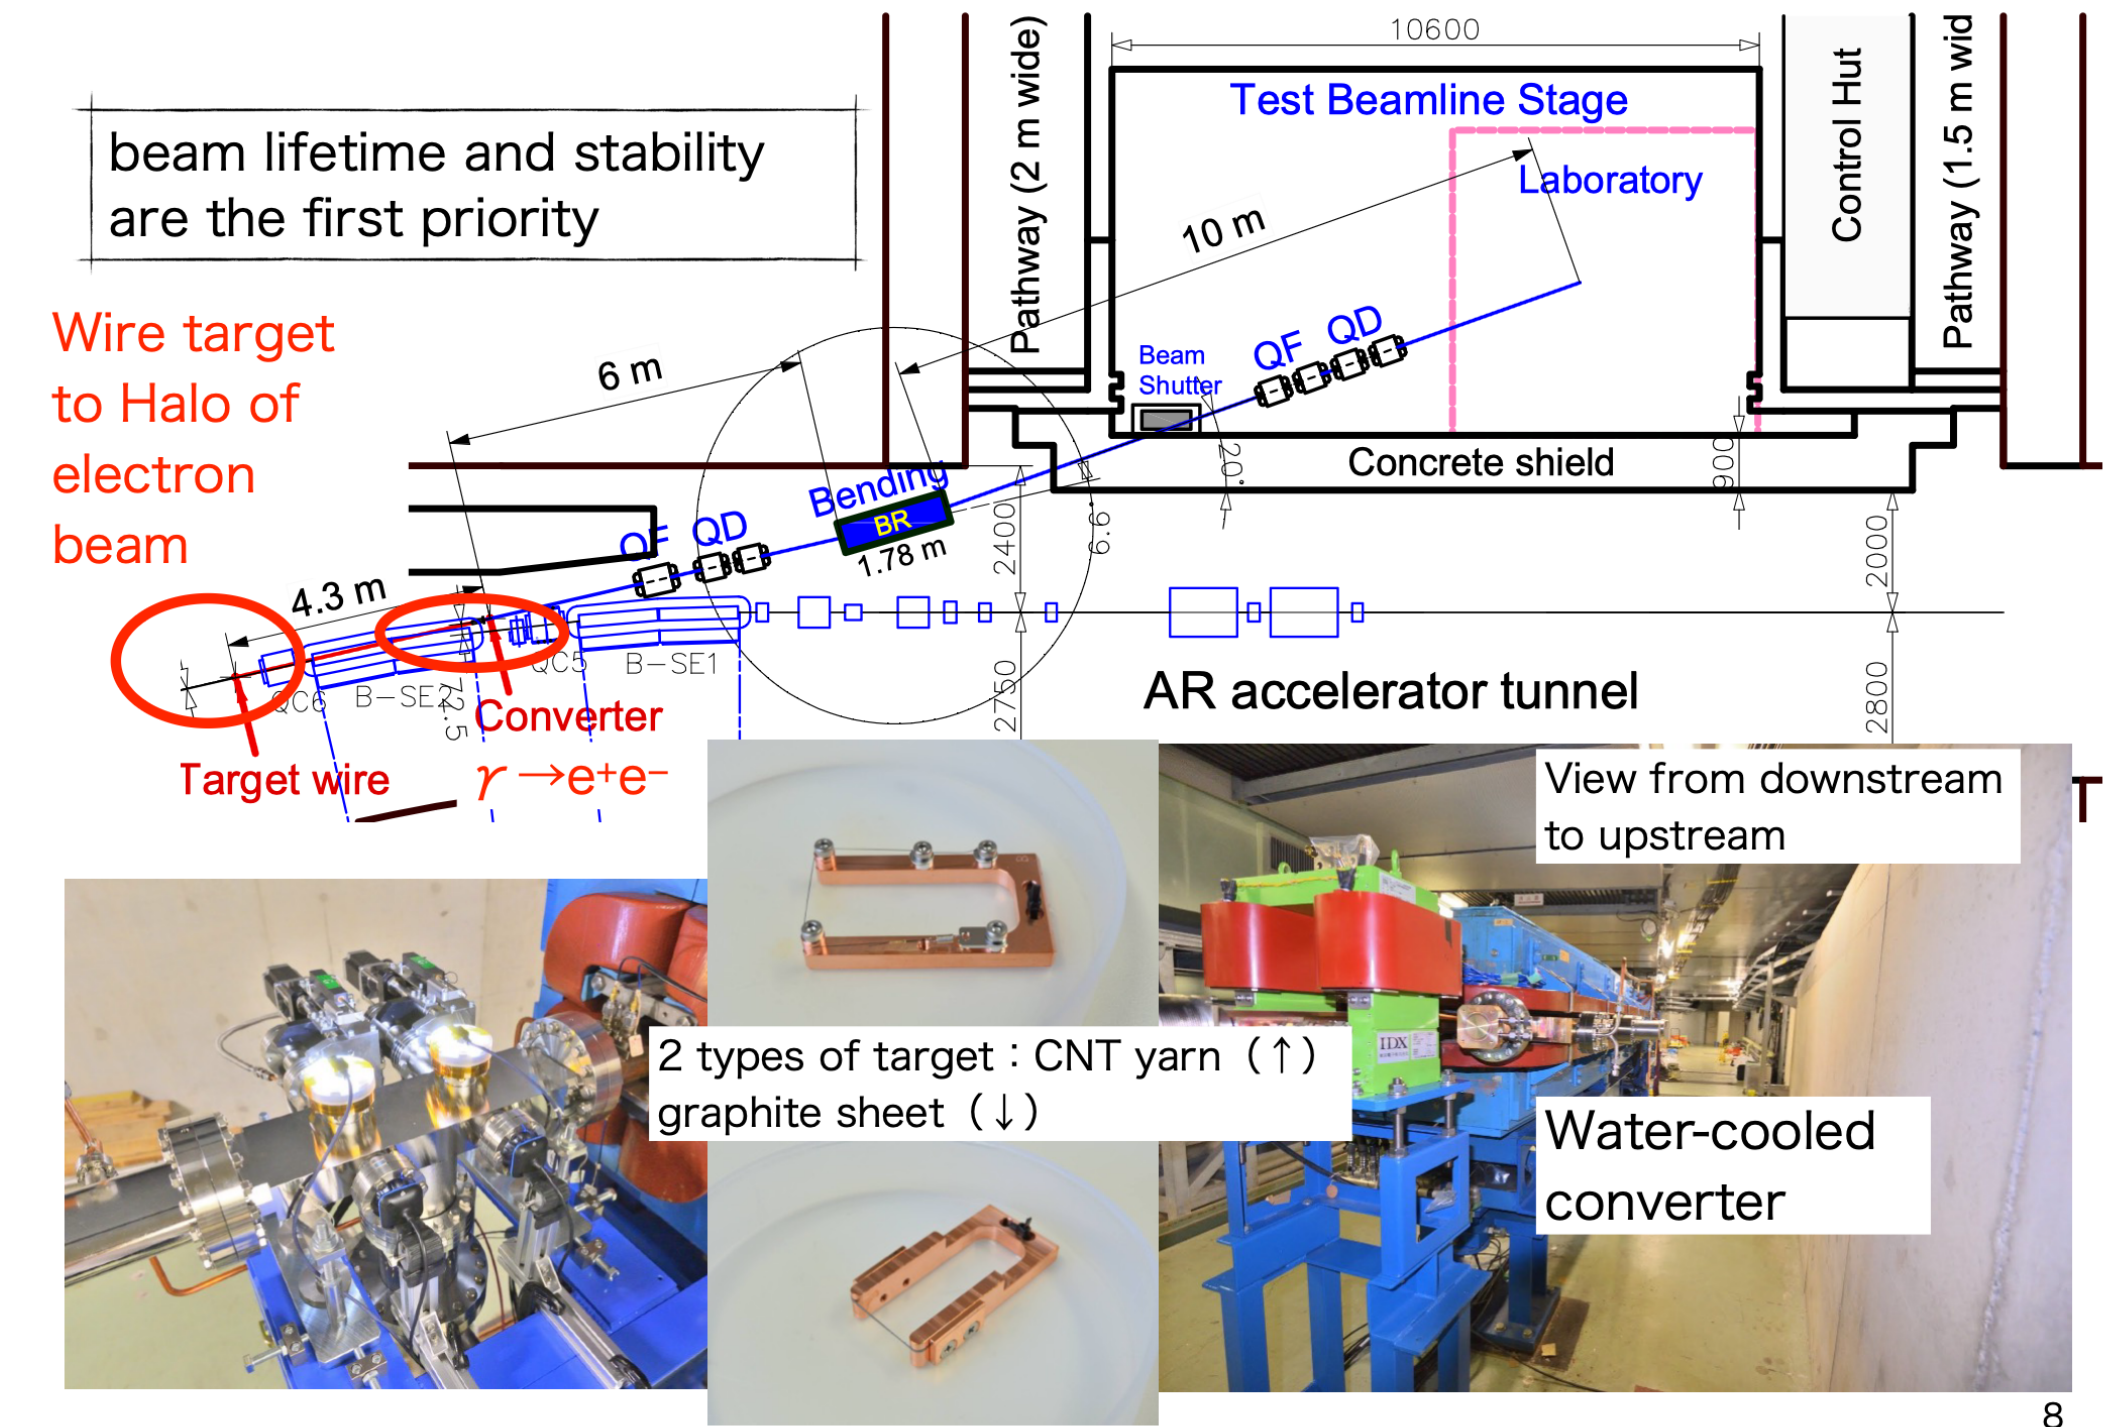 beam lifetime and stability
are the first priority
Wire target
to Halo of
electron
beam
10600
Test Beamline Stage
Laboratory
Pathway (2 m wide)
Control Hut
Pathway (1.5 m wid
10 m
6 m
4.3 m
QF QD
Beam
Shutter
Concrete shield
20°
900
Bending
BR
1.78 m
QF QD
2400
6.6°
2000
2750
2800
QC6
B-SE2
QC5
B-SE1
72.5
AR accelerator tunnel
Target wire
Converter
γ→e⁺e⁻
View from downstream
to upstream
2 types of target：CNT yarn（↑）
graphite sheet（↓）
IDX
Water-cooled
converter
8